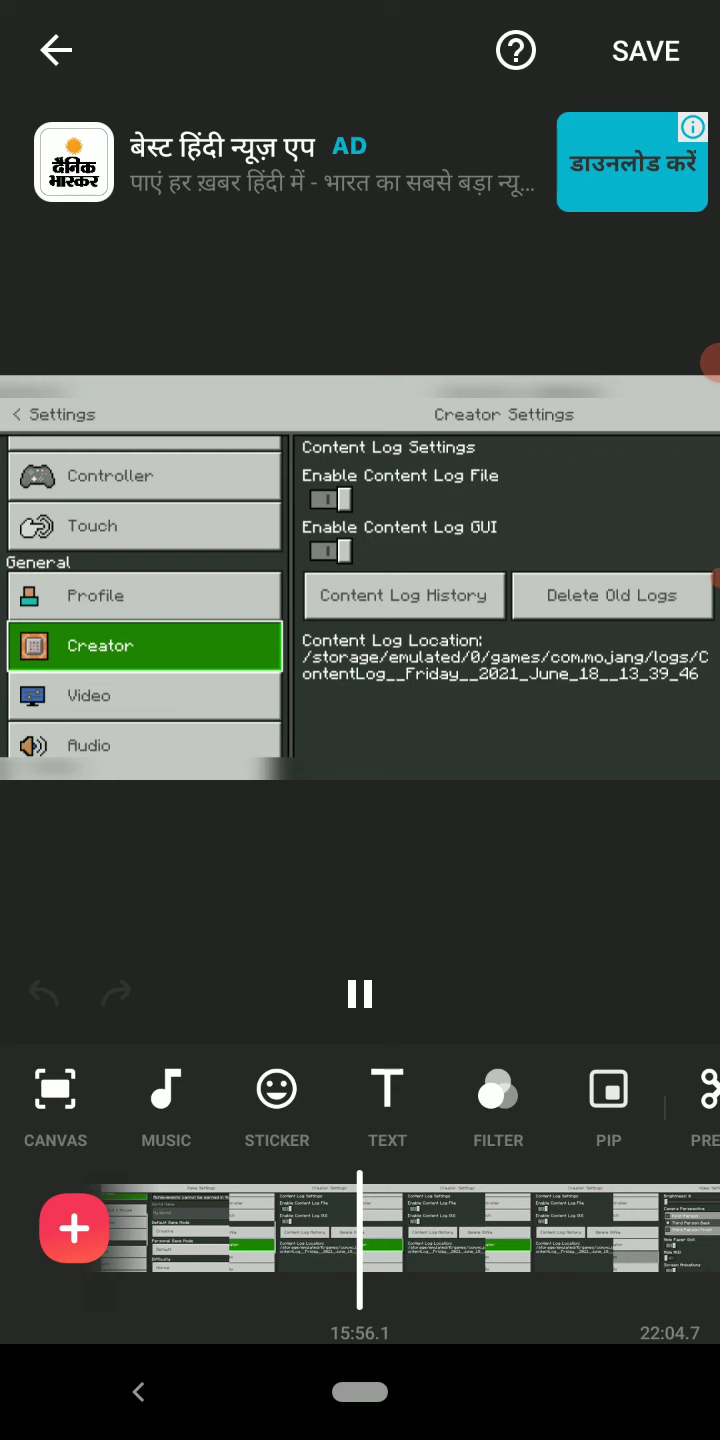 SAVE
दैनिक
भास्कर
बेस्ट हिंदी न्यूज़ एप AD
पाएं हर ख़बर हिंदी में - भारत का सबसे बड़ा न्यू...
डाउनलोड करें
< Settings
Creator Settings
Controller
Touch
General
Profile
Creator
Video
Audio
Content Log Settings
Enable Content Log File
Enable Content Log GUI
Content Log History
Delete Old Logs
Content Log Location:
/storage/emulated/0/games/com.mojang/logs/C
ontentLog__Friday__2021_June_18__13_39_46
CANVAS
MUSIC
STICKER
TEXT
FILTER
PIP
PRE
15:56.1
22:04.7